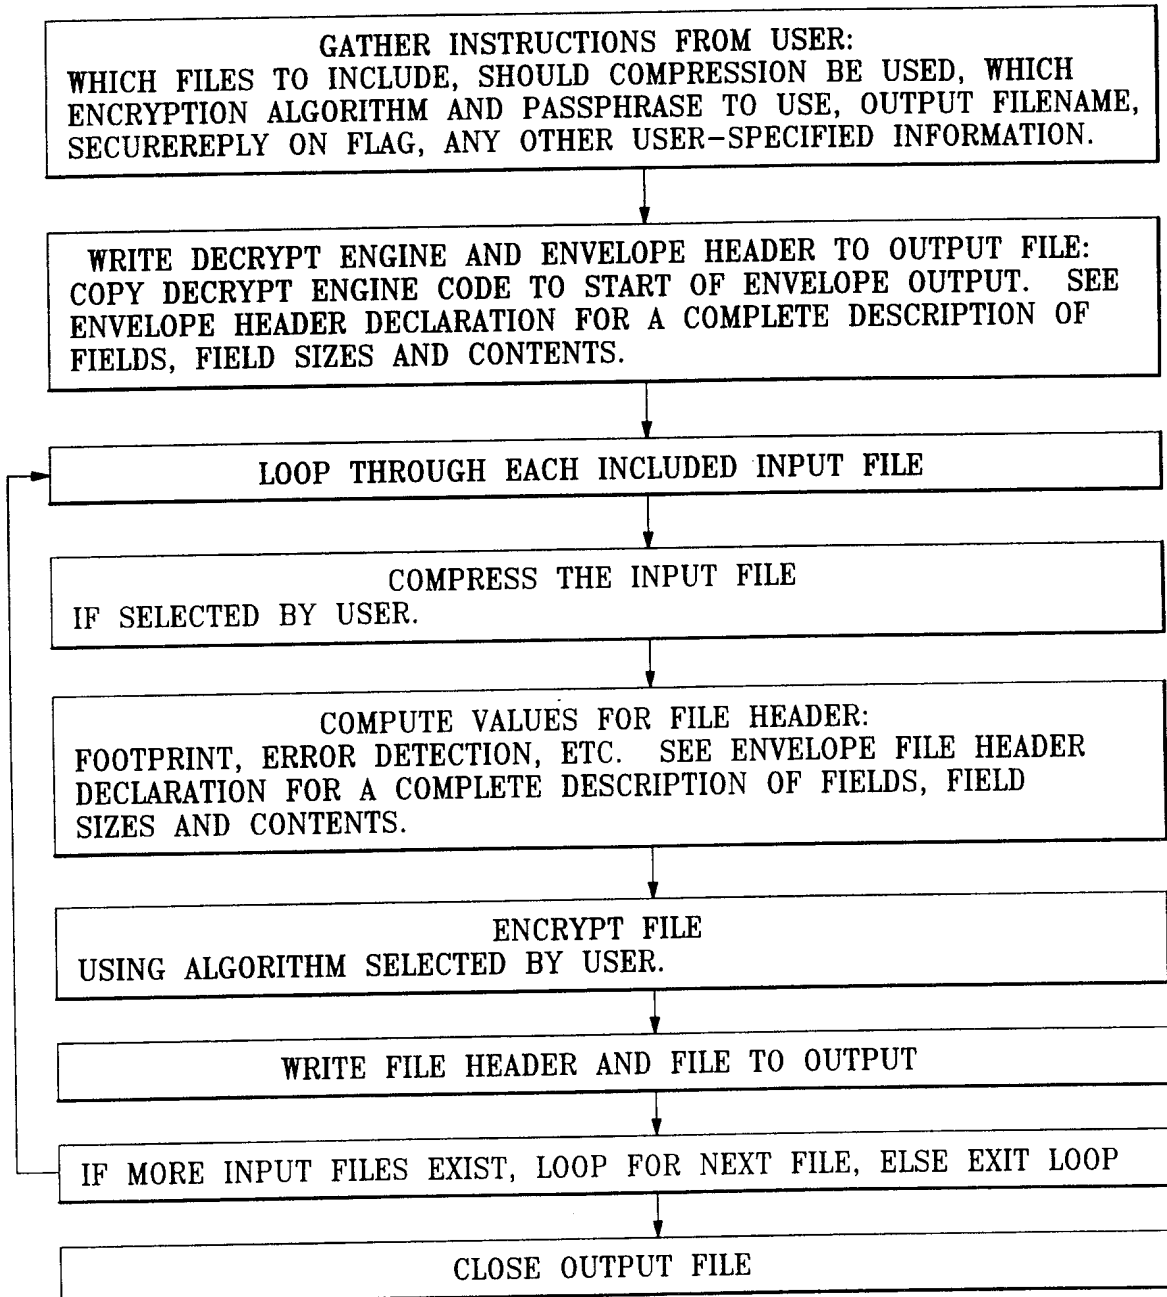 GATHER INSTRUCTIONS FROM USER:
WHICH FILES TO INCLUDE, SHOULD COMPRESSION BE USED, WHICH
ENCRYPTION ALGORITHM AND PASSPHRASE TO USE, OUTPUT FILENAME,
SECUREREPLY ON FLAG, ANY OTHER USER-SPECIFIED INFORMATION.
WRITE DECRYPT ENGINE AND ENVELOPE HEADER TO OUTPUT FILE:
COPY DECRYPT ENGINE CODE TO START OF ENVELOPE OUTPUT. SEE
ENVELOPE HEADER DECLARATION FOR A COMPLETE DESCRIPTION OF
FIELDS, FIELD SIZES AND CONTENTS.
LOOP THROUGH EACH INCLUDED INPUT FILE
COMPRESS THE INPUT FILE
IF SELECTED BY USER.
COMPUTE VALUES FOR FILE HEADER:
FOOTPRINT, ERROR DETECTION, ETC. SEE ENVELOPE FILE HEADER
DECLARATION FOR A COMPLETE DESCRIPTION OF FIELDS, FIELD
SIZES AND CONTENTS.
ENCRYPT FILE
USING ALGORITHM SELECTED BY USER.
WRITE FILE HEADER AND FILE TO OUTPUT
IF MORE INPUT FILES EXIST, LOOP FOR NEXT FILE, ELSE EXIT LOOP
CLOSE OUTPUT FILE